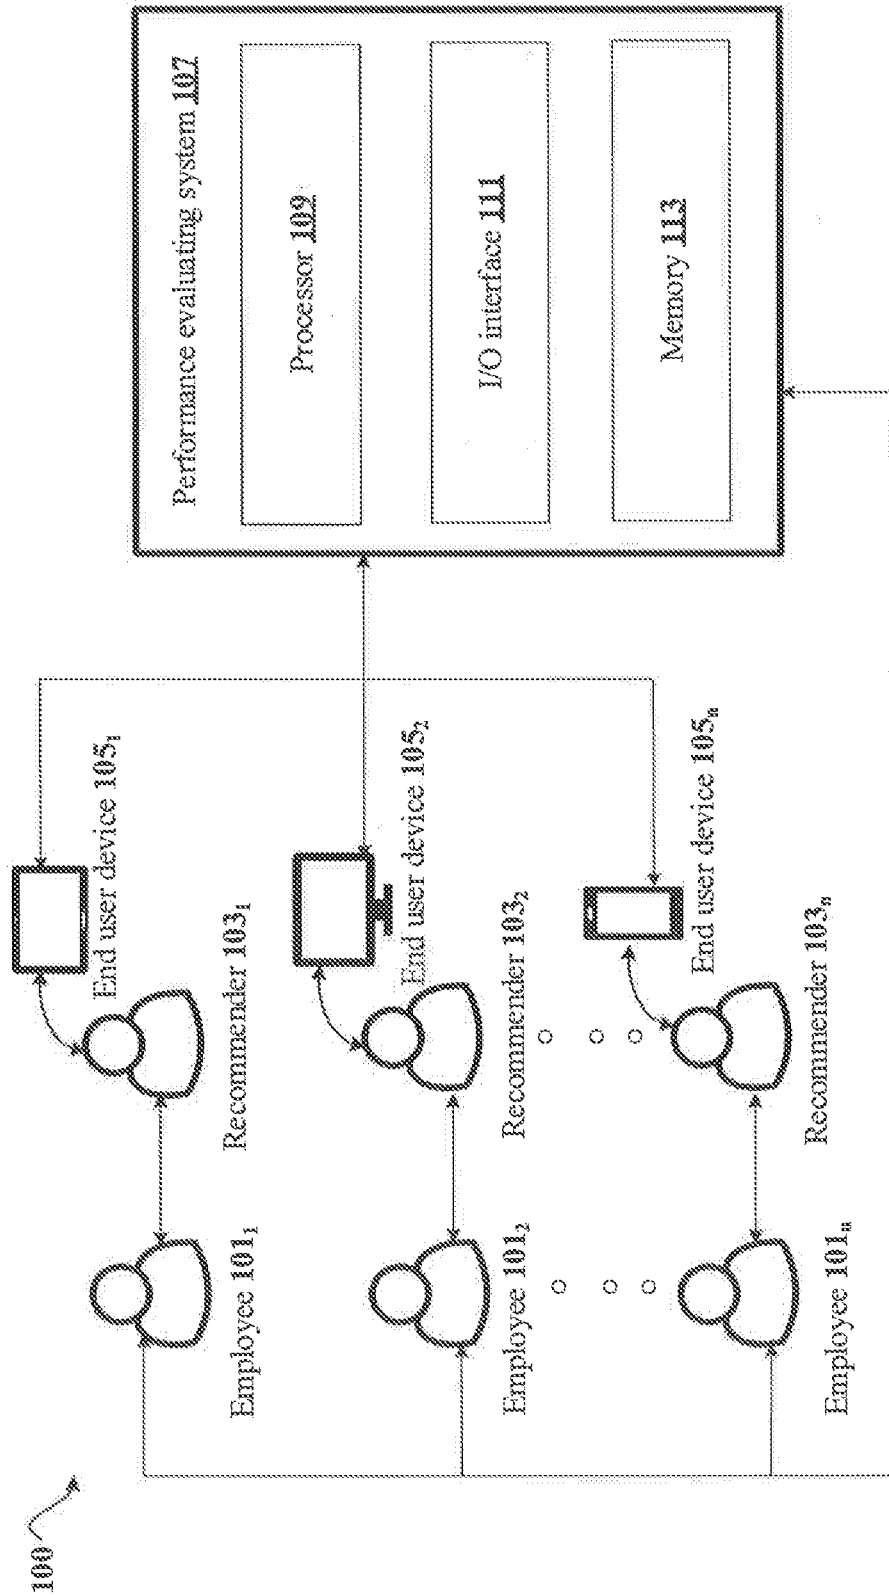 100
Employee 101₁
Recommender 103₁
End user device 105₁
Employee 101₂
Recommender 103₂
End user device 105₂
Employee 101ₙ
Recommender 103ₙ
End user device 105ₙ
Performance evaluating system 107
Processor 109
I/O interface 111
Memory 113